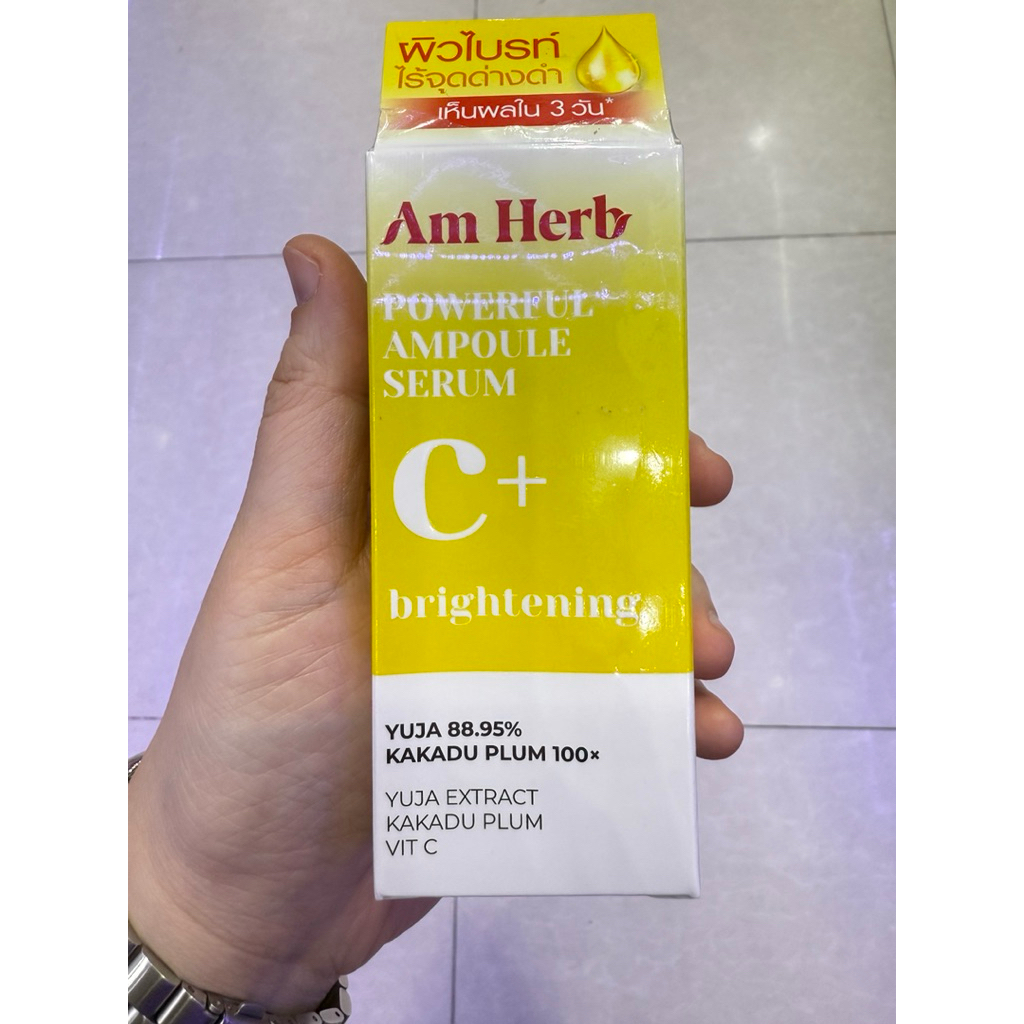 ผิวไบรท์
ไร้จุดด่างดำ
เห็นผลใน 3 วัน*
Am Herb
POWERFUL
AMPOULE
SERUM
C+
brightening
YUJA 88.95%
KAKADU PLUM 100×
YUJA EXTRACT
KAKADU PLUM
VIT C